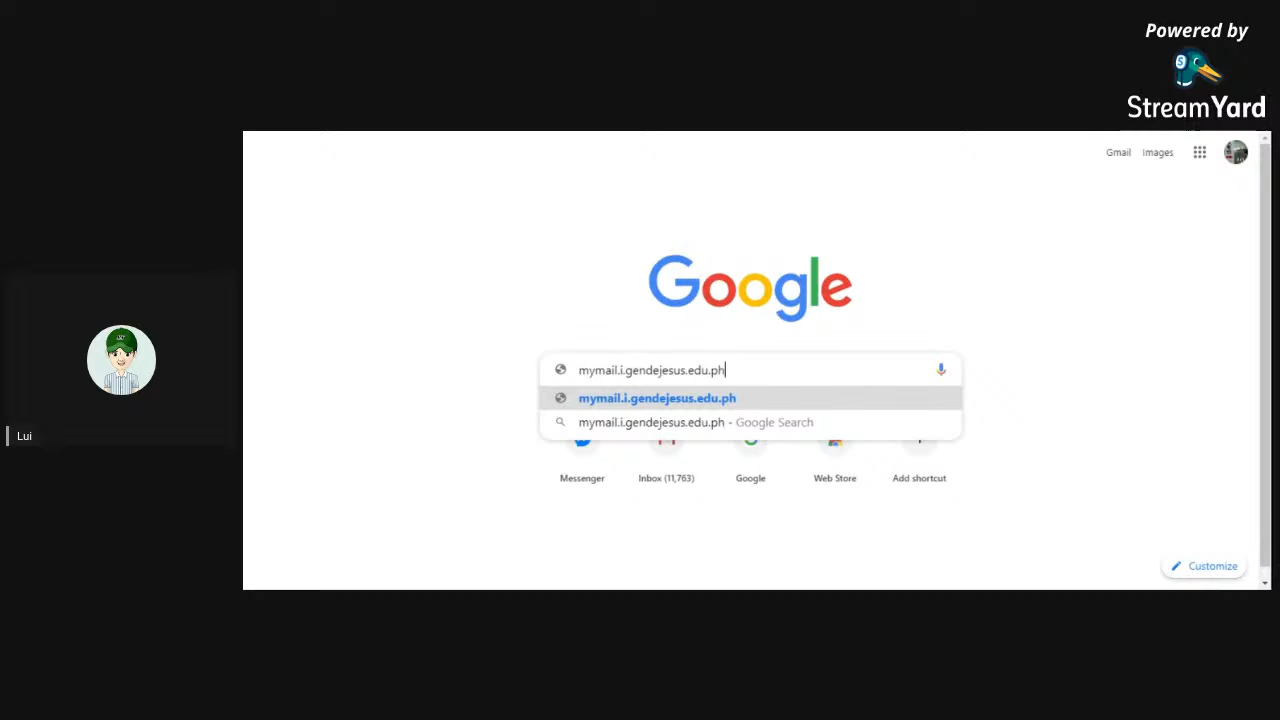 Powered by
StreamYard
Gmail Images
Google
mymail.i.gendejesus.edu.ph
mymail.i.gendejesus.edu.ph
mymail.i.gendejesus.edu.ph - Google Search
Messenger Inbox (11,763) Google Web Store Add shortcut
Lui
Customize